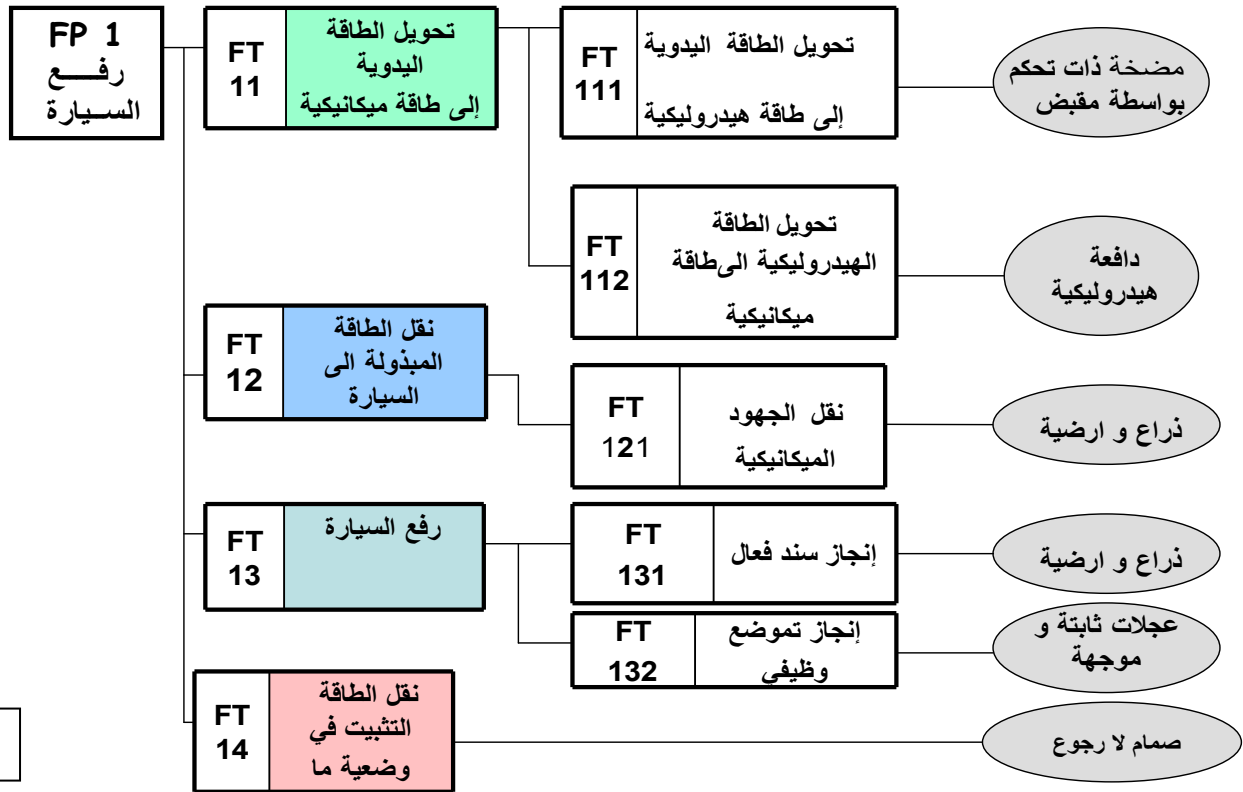 FP 1
رفـــــع
الســيارة
FT
11
تحويل الطاقة
اليدوية
إلى طاقة ميكانيكية
FT
111
تحويل الطاقة اليدوية
إلى طاقة هيدروليكية
مضخة ذات تحكم
بواسطة مقبض
FT
112
تحويل الطاقة
الهيدروليكية الىطاقة
ميكانيكية
دافعة
هيدروليكية
FT
12
نقل الطاقة
المبذولة الى
السيارة
FT
121
نقل الجهود
الميكانيكية
ذراع و ارضية
FT
13
رفع السيارة
FT
131
إنجاز سند فعال
ذراع و ارضية
FT
132
إنجاز تموضع
وظيفي
عجلات ثابتة و
موجهة
FT
14
نقل الطاقة
التثبيت في
وضعية ما
صمام لا رجوع